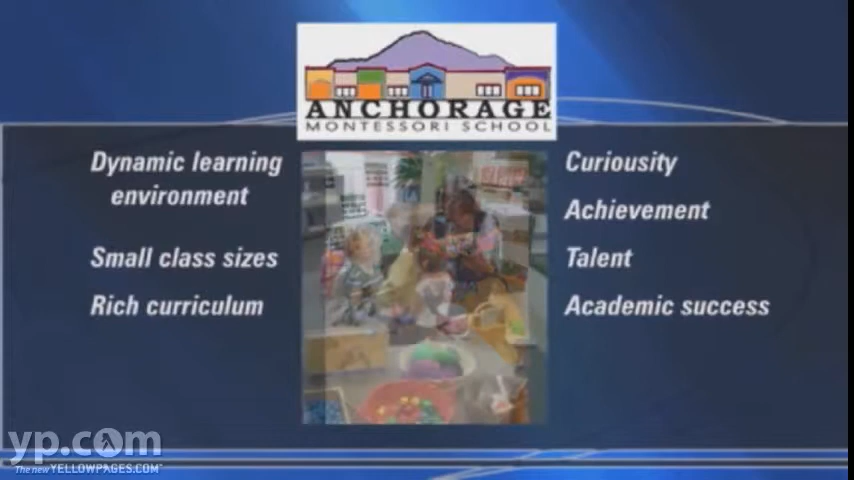 ANCHORAGE
MONTESSORI SCHOOL
Dynamic learning
environment
Small class sizes
Rich curriculum
Curiousity
Achievement
Talent
Academic success
yp.com
The new YELLOWPAGES.COM